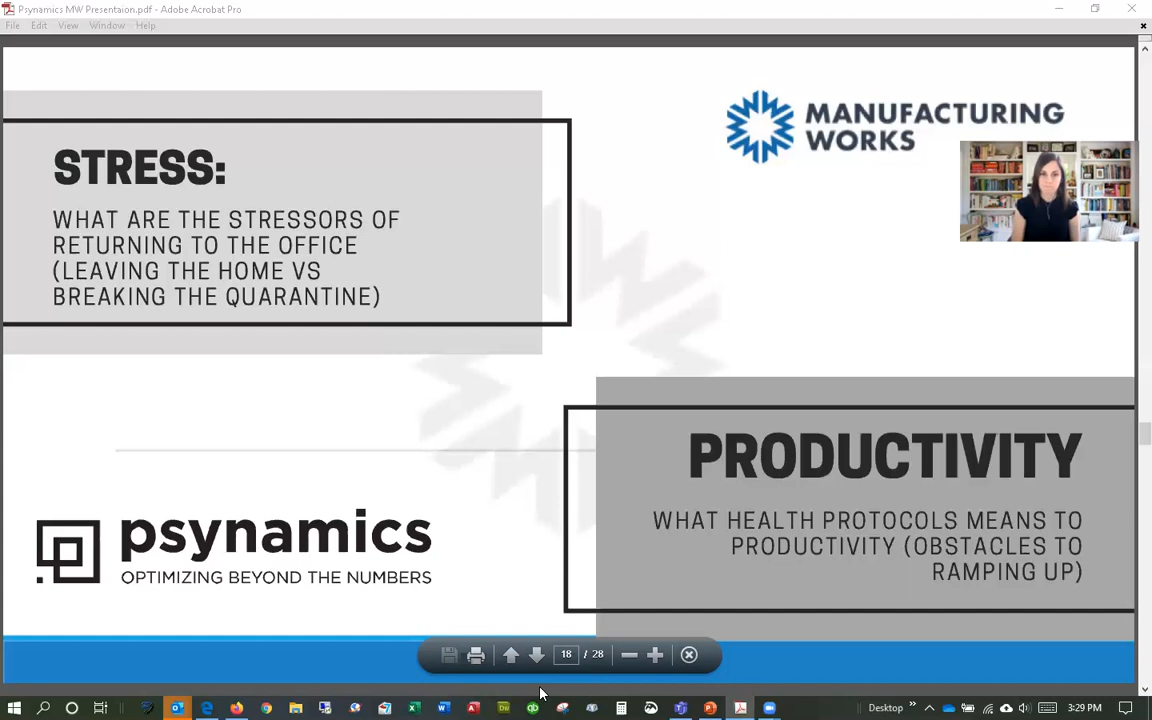 Psynamics MW Presentaion.pdf - Adobe Acrobat Pro
File Edit View Window Help
MANUFACTURING
WORKS
STRESS:
WHAT ARE THE STRESSORS OF
RETURNING TO THE OFFICE
(LEAVING THE HOME VS
BREAKING THE QUARANTINE)
PRODUCTIVITY
WHAT HEALTH PROTOCOLS MEANS TO
PRODUCTIVITY (OBSTACLES TO
RAMPING UP)
psynamics
OPTIMIZING BEYOND THE NUMBERS
18 / 28
Desktop
3:29 PM